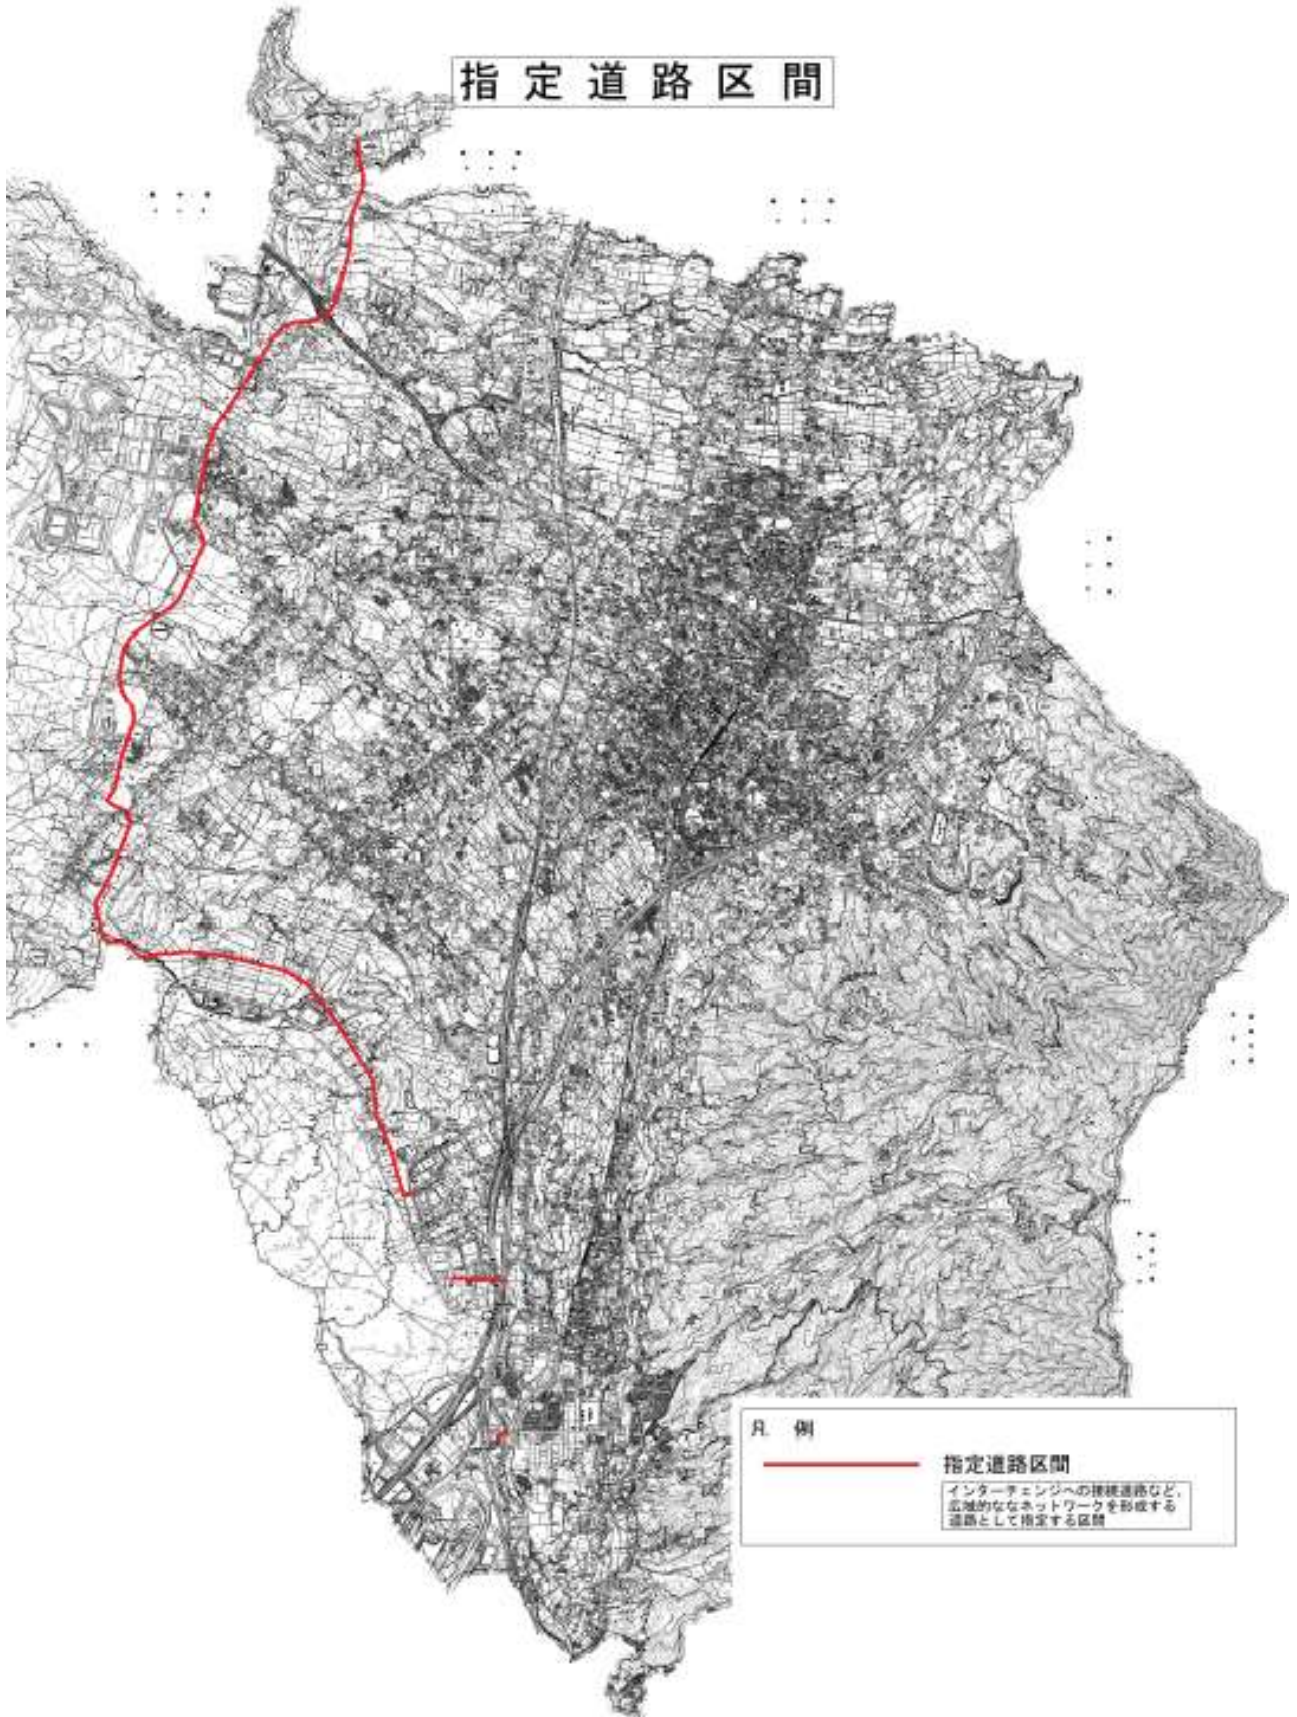 指定道路区間
凡 例
指定道路区間
インターチェンジへの接続道路など、
広域的ななネットワークを形成する
道路として指定する区間